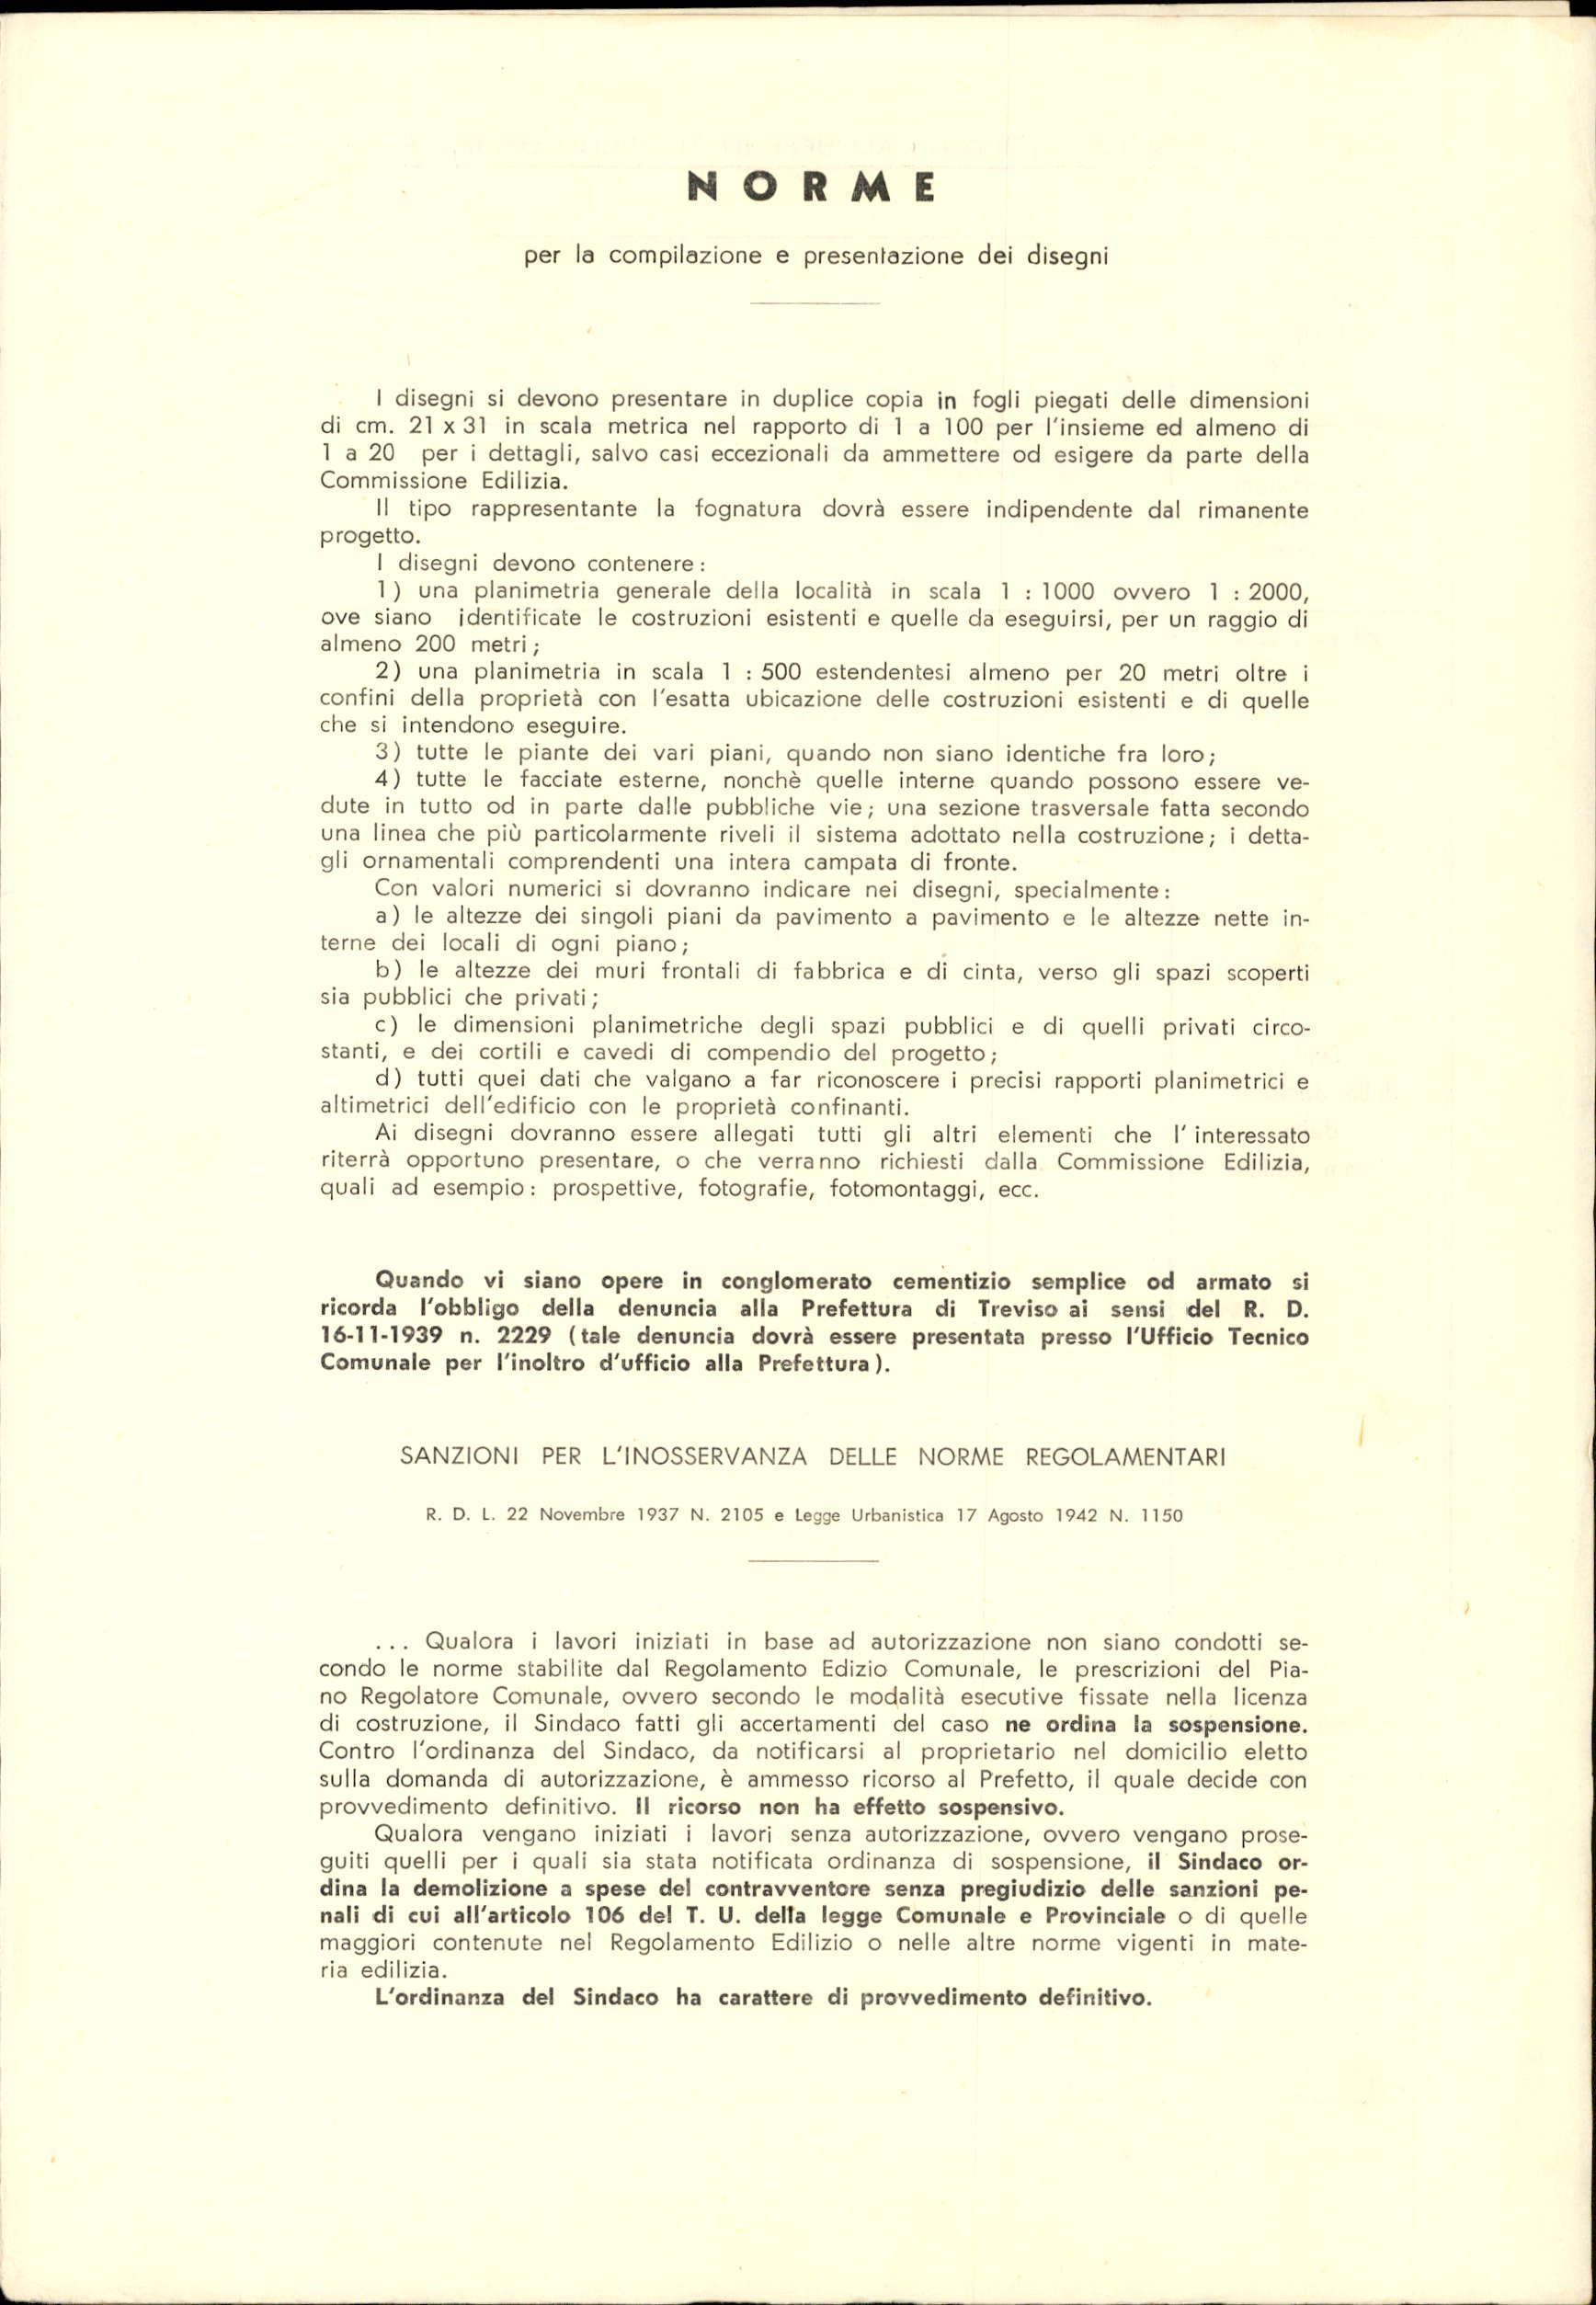 NORME
per la compilazione e presentazione dei disegni
I disegni si devono presentare in duplice copia in fogli piegati delle dimensioni
di cm. 21 x 31 in scala metrica nel rapporto di 1 a 100 per l'insieme ed almeno di
1 a 20 per i dettagli, salvo casi eccezionali da ammettere od esigere da parte della
Commissione Edilizia.
Il tipo rappresentante la fognatura dovrà essere indipendente dal rimanente
progetto.
I disegni devono contenere :
1) una planimetria generale della località in scala 1 : 1000 ovvero 1 : 2000,
ove siano identificate le costruzioni esistenti e quelle da eseguirsi, per un raggio di
almeno 200 metri ;
2) una planimetria in scala 1 : 500 estendentesi almeno per 20 metri oltre i
confini della proprietà con l'esatta ubicazione delle costruzioni esistenti e di quelle
che si intendono eseguire.
3) tutte le piante dei vari piani, quando non siano identiche fra loro ;
4) tutte le facciate esterne, nonchè quelle interne quando possono essere ve-
dute in tutto od in parte dalle pubbliche vie ; una sezione trasversale fatta secondo
una linea che più particolarmente riveli il sistema adottato nella costruzione ; i detta-
gli ornamentali comprendenti una intera campata di fronte.
Con valori numerici si dovranno indicare nei disegni, specialmente :
a) le altezze dei singoli piani da pavimento a pavimento e le altezze nette in-
terne dei locali di ogni piano ;
b) le altezze dei muri frontali di fabbrica e di cinta, verso gli spazi scoperti
sia pubblici che privati ;
c) le dimensioni planimetriche degli spazi pubblici e di quelli privati circo-
stanti, e dei cortili e cavedi di compendio del progetto ;
d) tutti quei dati che valgano a far riconoscere i precisi rapporti planimetrici e
altimetrici dell'edificio con le proprietà confinanti.
Ai disegni dovranno essere allegati tutti gli altri elementi che l' interessato
riterrà opportuno presentare, o che verranno richiesti dalla Commissione Edilizia,
quali ad esempio : prospettive, fotografie, fotomontaggi, ecc.
Quando vi siano opere in conglomerato cementizio semplice od armato si
ricorda l'obbligo della denuncia alla Prefettura di Treviso ai sensi del R. D.
16-11-1939 n. 2229 (tale denuncia dovrà essere presentata presso l'Ufficio Tecnico
Comunale per l'inoltro d'ufficio alla Prefettura).
SANZIONI PER L'INOSSERVANZA DELLE NORME REGOLAMENTARI
R. D. L. 22 Novembre 1937 N. 2105 e Legge Urbanistica 17 Agosto 1942 N. 1150
... Qualora i lavori iniziati in base ad autorizzazione non siano condotti se-
condo le norme stabilite dal Regolamento Edizio Comunale, le prescrizioni del Pia-
no Regolatore Comunale, ovvero secondo le modalità esecutive fissate nella licenza
di costruzione, il Sindaco fatti gli accertamenti del caso ne ordina la sospensione.
Contro l'ordinanza del Sindaco, da notificarsi al proprietario nel domicilio eletto
sulla domanda di autorizzazione, è ammesso ricorso al Prefetto, il quale decide con
provvedimento definitivo. Il ricorso non ha effetto sospensivo.
Qualora vengano iniziati i lavori senza autorizzazione, ovvero vengano prose-
guiti quelli per i quali sia stata notificata ordinanza di sospensione, il Sindaco or-
dina la demolizione a spese del contravventore senza pregiudizio delle sanzioni pe-
nali di cui all'articolo 106 del T. U. della legge Comunale e Provinciale o di quelle
maggiori contenute nel Regolamento Edilizio o nelle altre norme vigenti in mate-
ria edilizia.
L'ordinanza del Sindaco ha carattere di provvedimento definitivo.